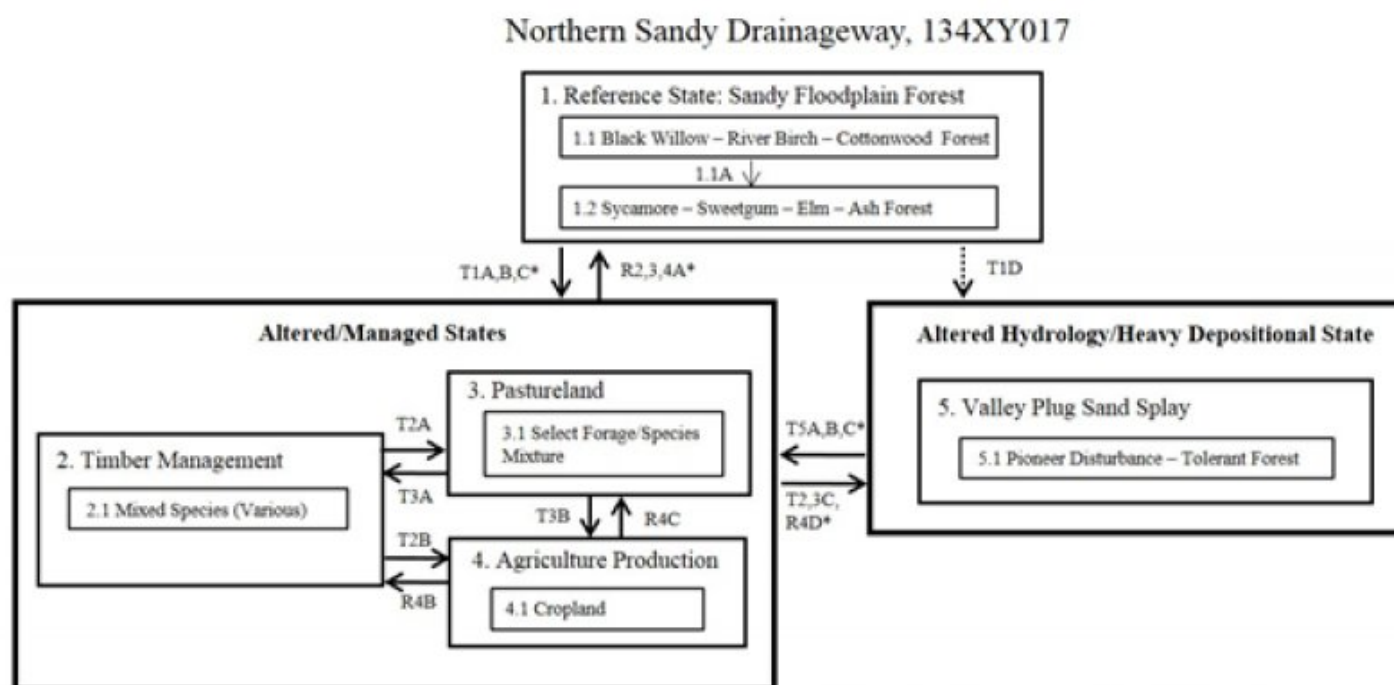 Northern Sandy Drainageway, 134XY017
1. Reference State: Sandy Floodplain Forest
1.1 Black Willow – River Birch – Cottonwood Forest
1.1A
1.2 Sycamore – Sweetgum – Elm – Ash Forest
T1A,B,C*
R2,3,4A*
T1D
Altered/Managed States
3. Pastureland
3.1 Select Forage/Species
Mixture
T2A
2. Timber Management
2.1 Mixed Species (Various)
T3A
T3B
R4C
T2B
4. Agriculture Production
4.1 Cropland
R4B
T5A,B,C*
T2,3C,
R4D*
Altered Hydrology/Heavy Depositional State
5. Valley Plug Sand Splay
5.1 Pioneer Disturbance – Tolerant Forest